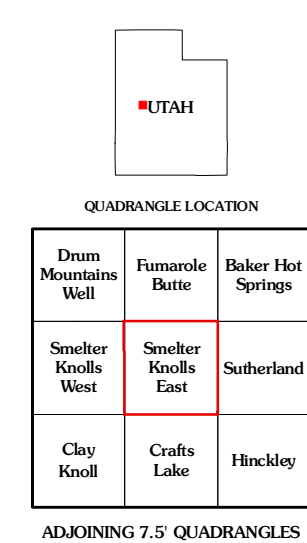 UTAH
QUADRANGLE LOCATION
Drum
Mountains
Well
Fumarole
Butte
Baker Hot
Springs
Smelter
Knolls
West
Smelter
Knolls
East
Sutherland
Clay
Knoll
Crafts
Lake
Hinckley
ADJOINING 7.5' QUADRANGLES